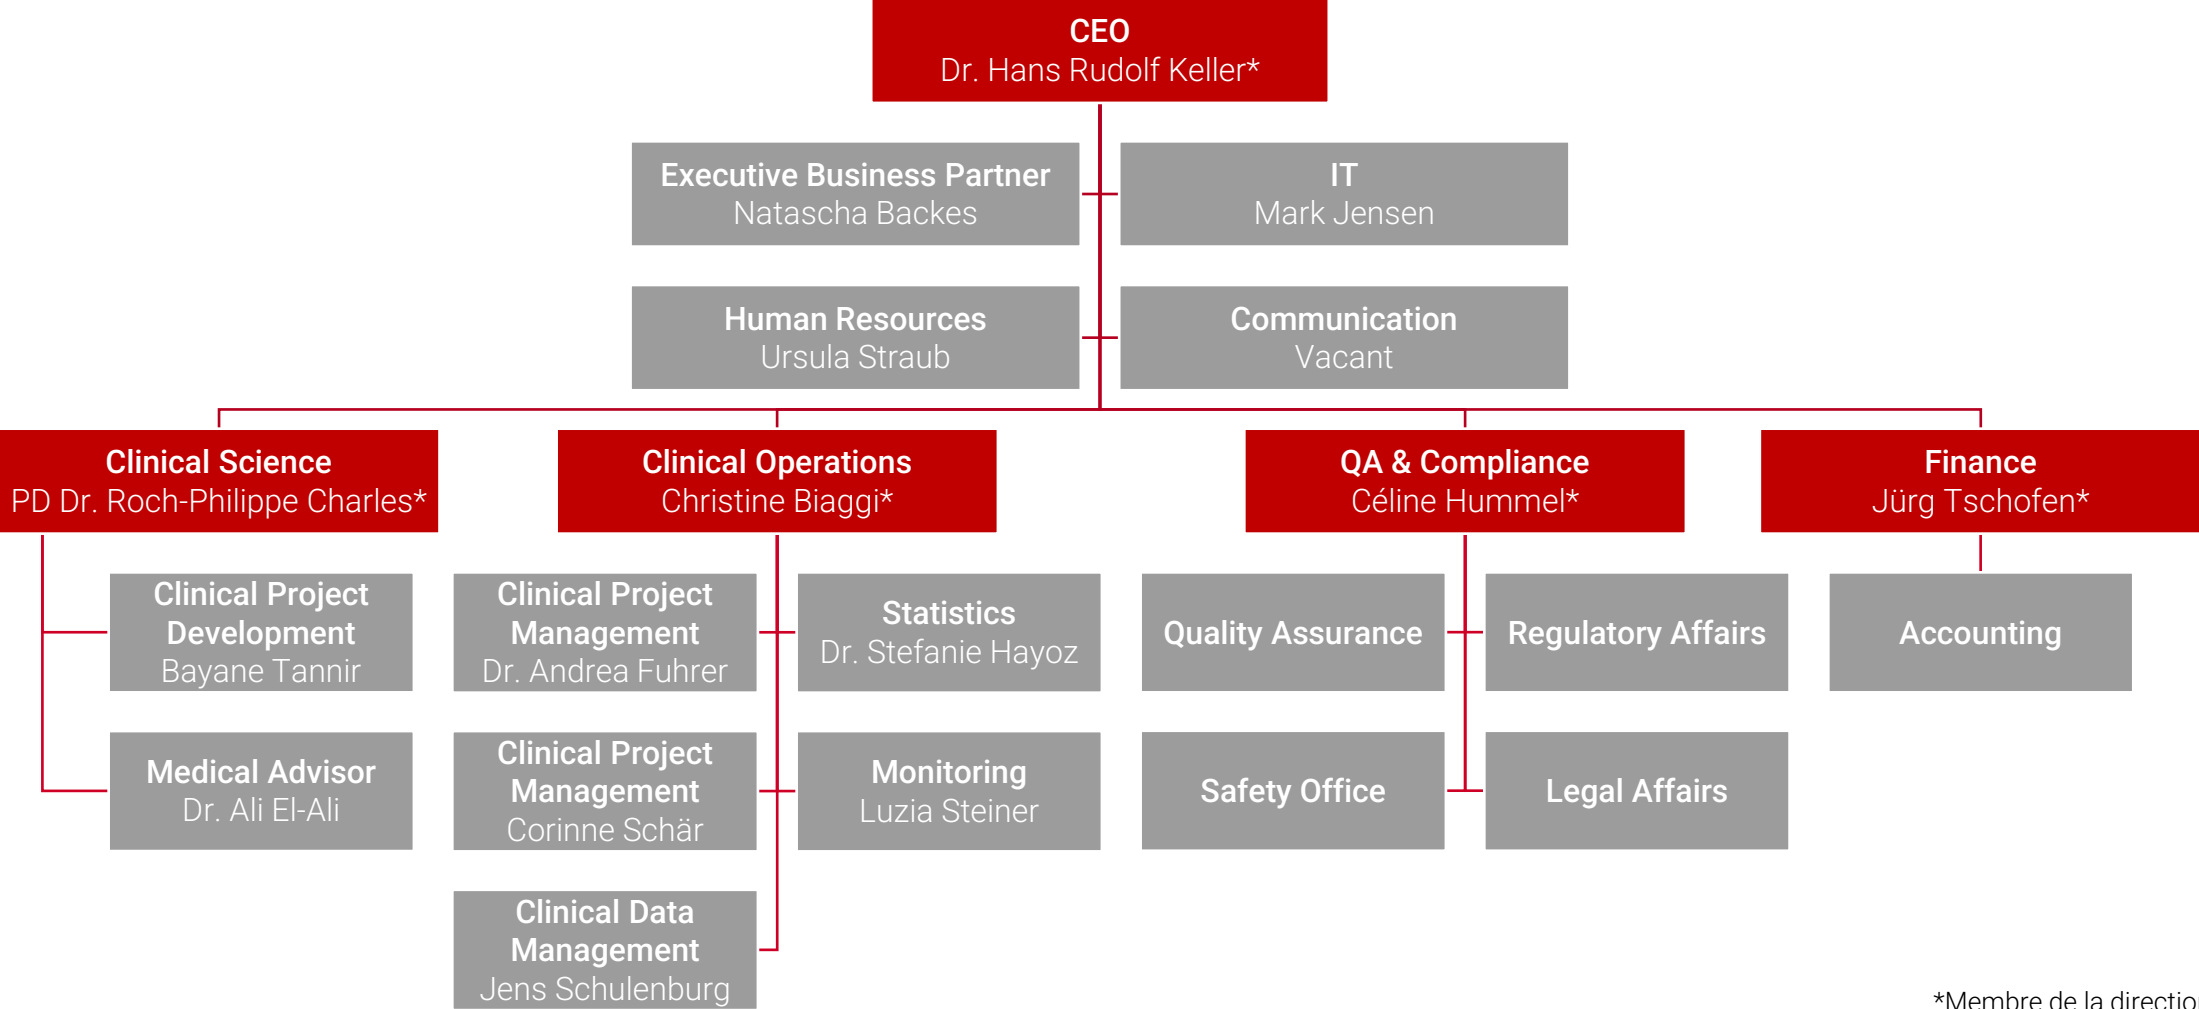 CEO
Dr. Hans Rudolf Keller*
Executive Business Partner
Natascha Backes
IT
Mark Jensen
Human Resources
Ursula Straub
Communication
Vacant
Clinical Science
PD Dr. Roch-Philippe Charles*
Clinical Operations
Christine Biaggi*
QA & Compliance
Céline Hummel*
Finance
Jürg Tschofen*
Clinical Project
Development
Bayane Tannir
Clinical Project
Management
Dr. Andrea Fuhrer
Statistics
Dr. Stefanie Hayoz
Quality Assurance
Regulatory Affairs
Accounting
Medical Advisor
Dr. Ali El-Ali
Clinical Project
Management
Corinne Schär
Monitoring
Luzia Steiner
Safety Office
Legal Affairs
Clinical Data
Management
Jens Schulenburg
*Membre de la direction